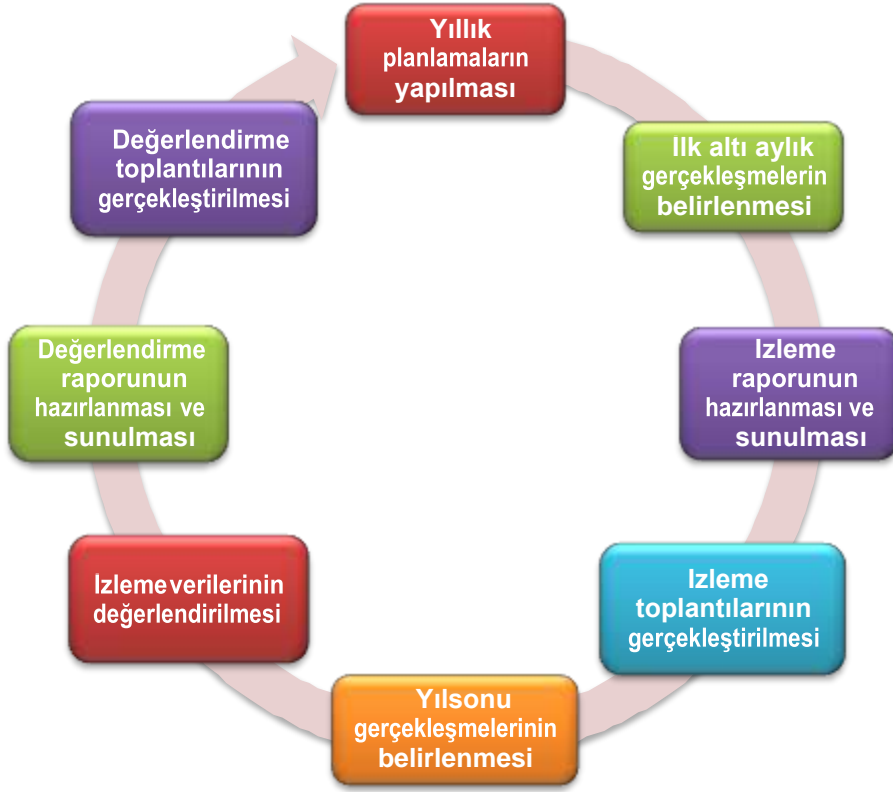 Yıllık
planlamaların
yapılması
Ilk altı aylık
gerçekleşmelerin
belirlenmesi
Izleme
raporunun
hazırlanması ve
sunulması
Izleme
toplantılarının
gerçekleştirilmesi
Yılsonu
gerçekleşmelerinin
belirlenmesi
İzleme verilerinin
değerlendirilmesi
Değerlendirme
raporunun
hazırlanması ve
sunulması
Değerlendirme
toplantılarının
gerçekleştirilmesi